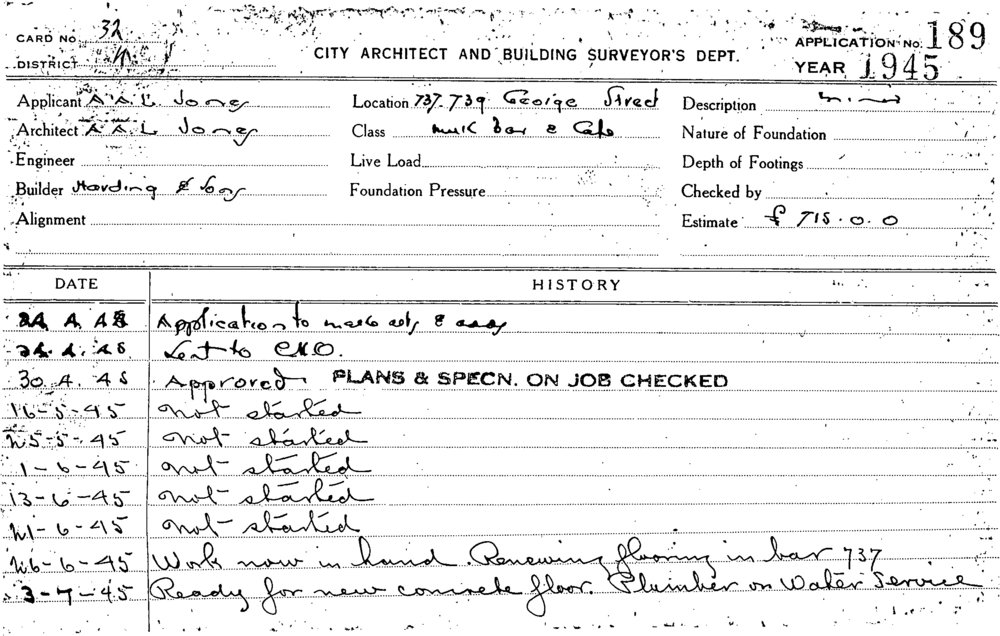 CARD No. 32
DISTRICT
CITY ARCHITECT AND BUILDING SURVEYOR'S DEPT.
APPLICATION No. 189
YEAR 1945
Applicant A. A. L Jones Location 737-739 George Street Description
Architect A. A. L Jones Class Milk bar & Cafe Nature of Foundation
Engineer Live Load Depth of Footings
Builder Harding & Sons Foundation Pressure Checked by
Alignment Estimate £ 715.0.0
DATE HISTORY
24. 4. 45 Application to make alts &
4. 45 Sent to CMO.
30. 4. 45 Approved PLANS & SPECN. ON JOB CHECKED
16-5-45 not started
25-5-45 not started
1-6-45 not started
13-6-45 not started
21-6-45 not started
26-6-45 Work now in hand. Renewing flooring in bar 737
3-7-45 Ready for new concrete floor. Plumber on Water Service